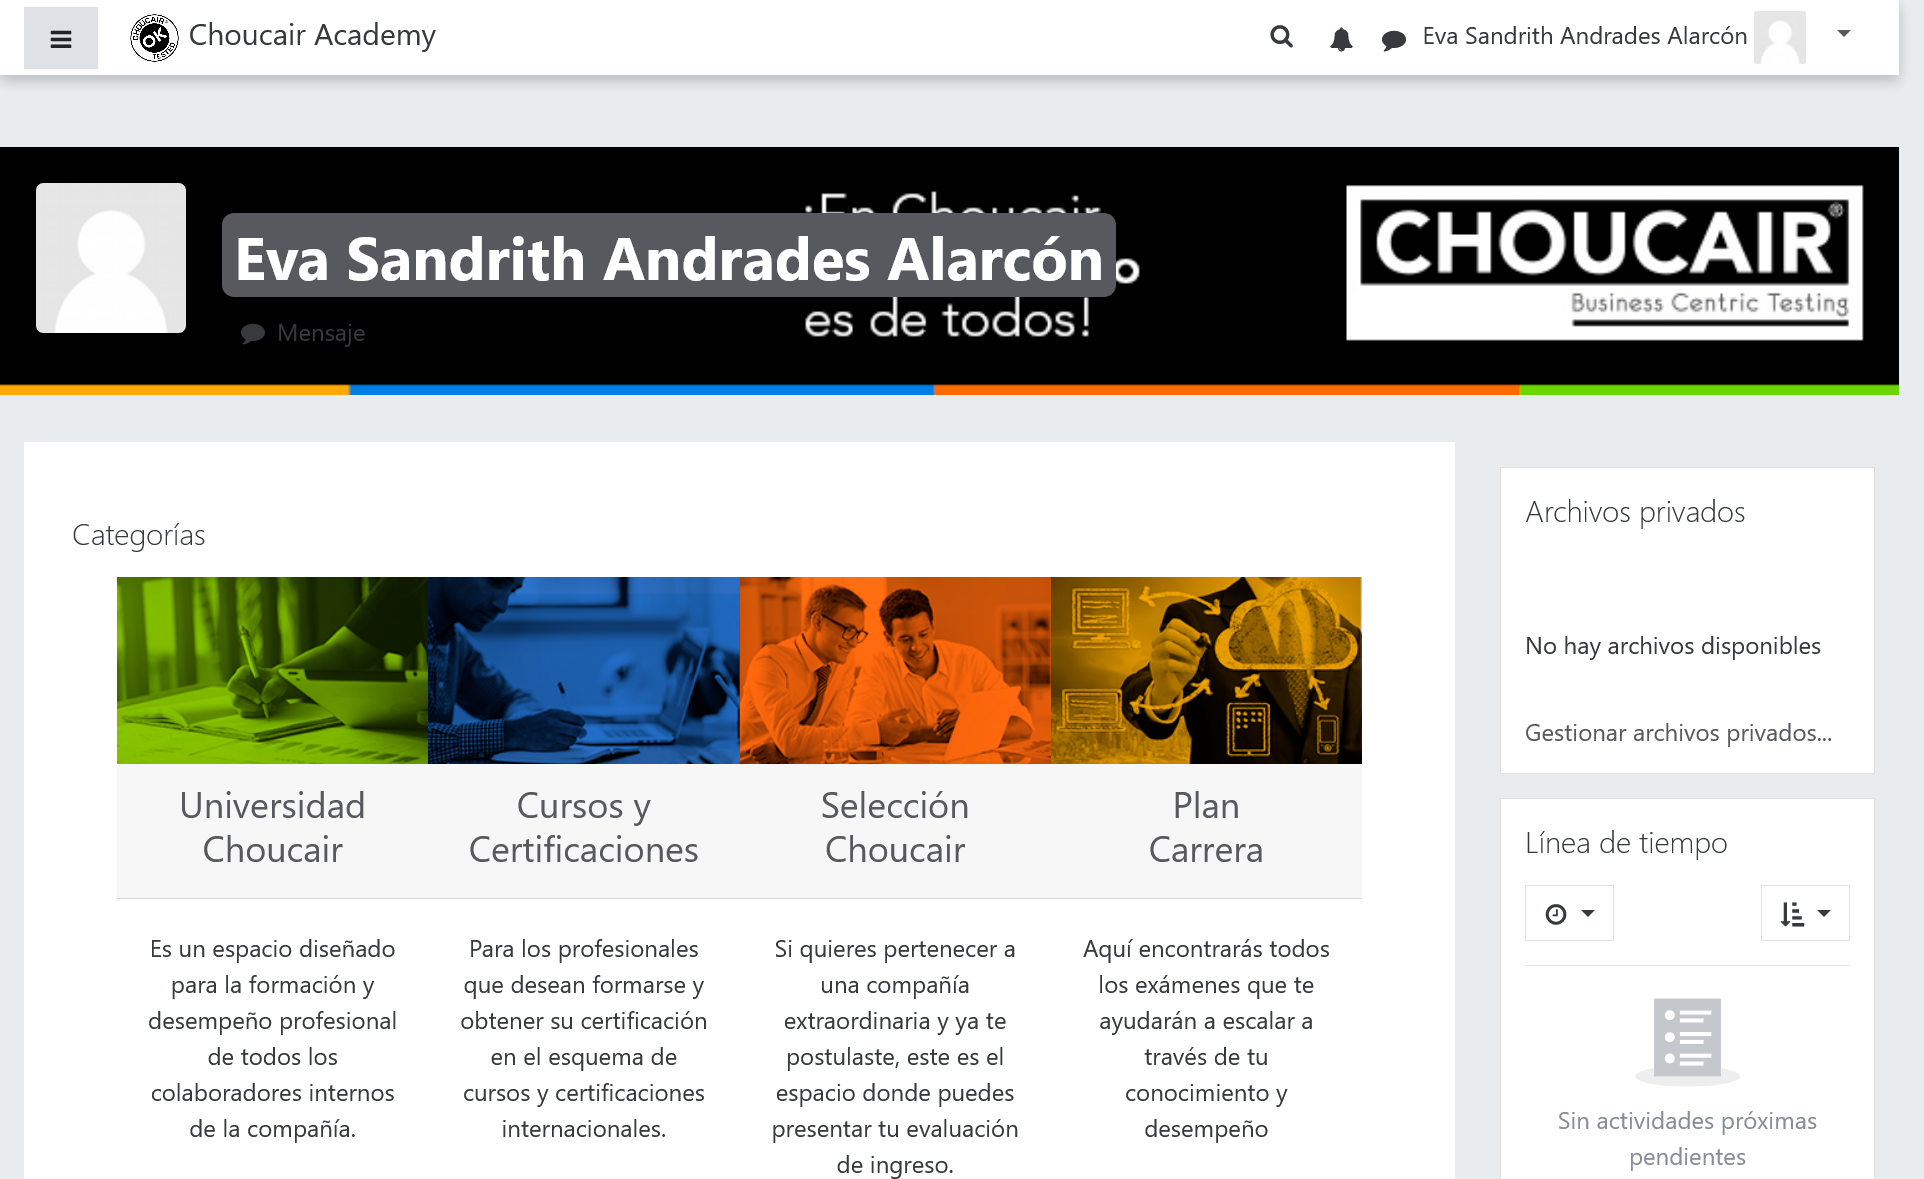 Choucair Academy
Eva Sandrith Andrades Alarcón
CHOUCAIR
OK
TESTED
¡En Choucair
Eva Sandrith Andrades Alarcón
es de todos!
Mensaje
CHOUCAIR®
Business Centric Testing
Categorías
Universidad
Choucair
Es un espacio diseñado
para la formación y
desempeño profesional
de todos los
colaboradores internos
de la compañía.
Cursos y
Certificaciones
Para los profesionales
que desean formarse y
obtener su certificación
en el esquema de
cursos y certificaciones
internacionales.
Selección
Choucair
Si quieres pertenecer a
una compañía
extraordinaria y ya te
postulaste, este es el
espacio donde puedes
presentar tu evaluación
de ingreso.
Plan
Carrera
Aquí encontrarás todos
los exámenes que te
ayudarán a escalar a
través de tu
conocimiento y
desempeño
Archivos privados
No hay archivos disponibles
Gestionar archivos privados...
Línea de tiempo
Sin actividades próximas
pendientes